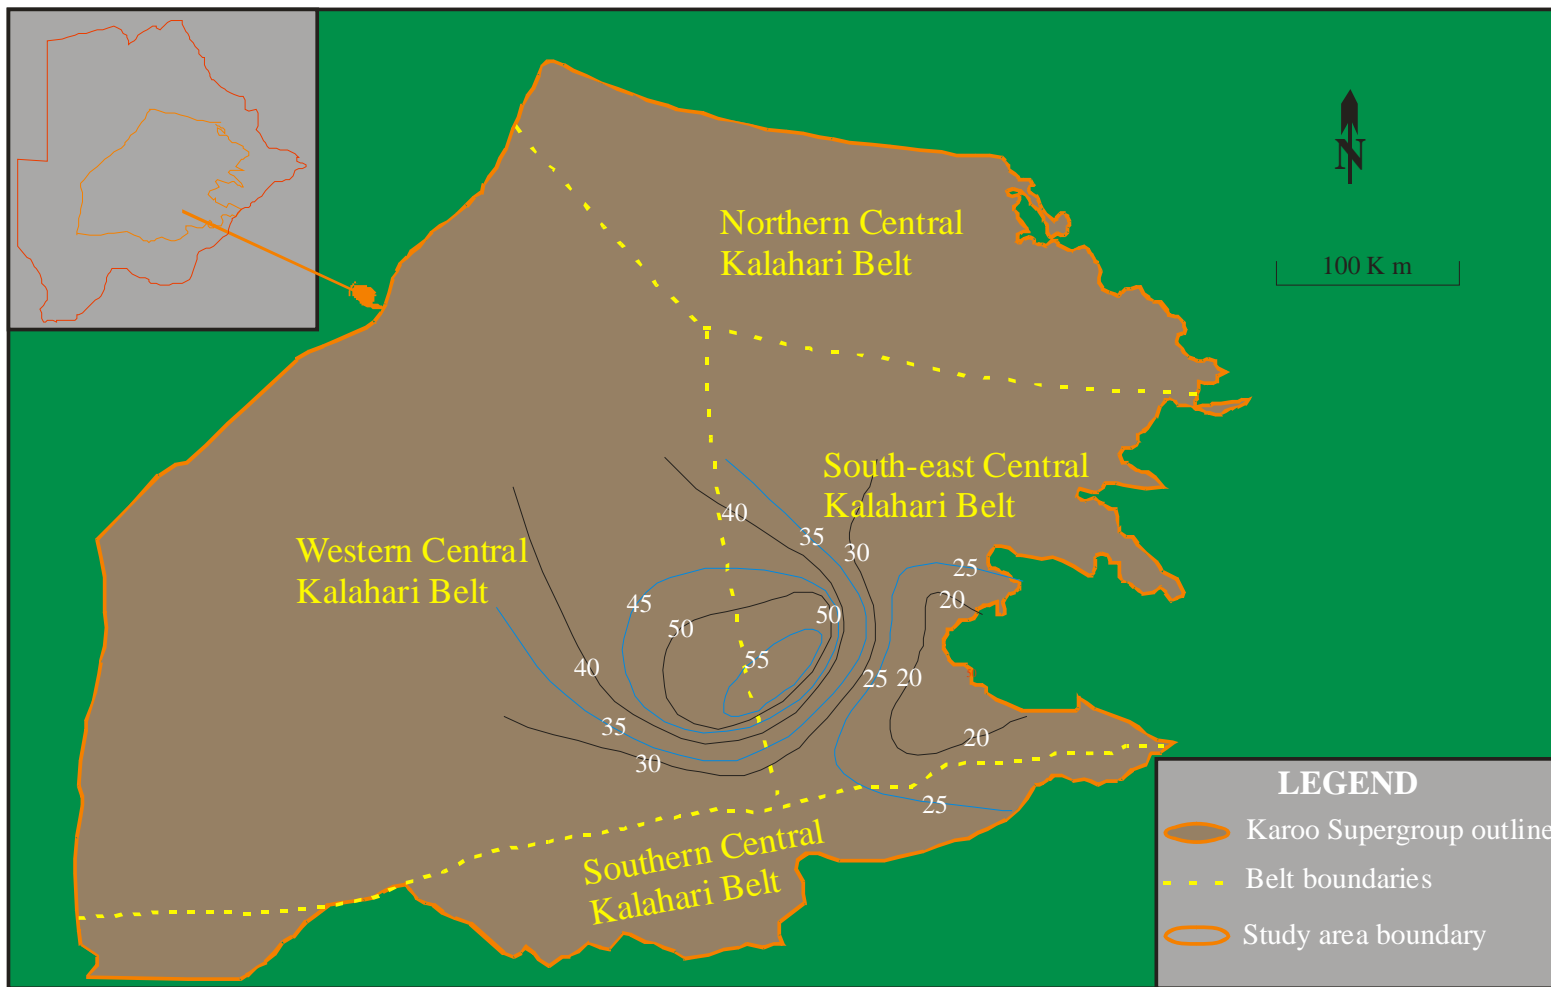 N
100 K m
Northern Central
Kalahari Belt
South-east Central
Kalahari Belt
Western Central
Kalahari Belt
40
35
30
25
20
45
50
50
55
40
25
20
35
30
20
25
Southern Central
Kalahari Belt
LEGEND
Karoo Supergroup outline
Belt boundaries
Study area boundary